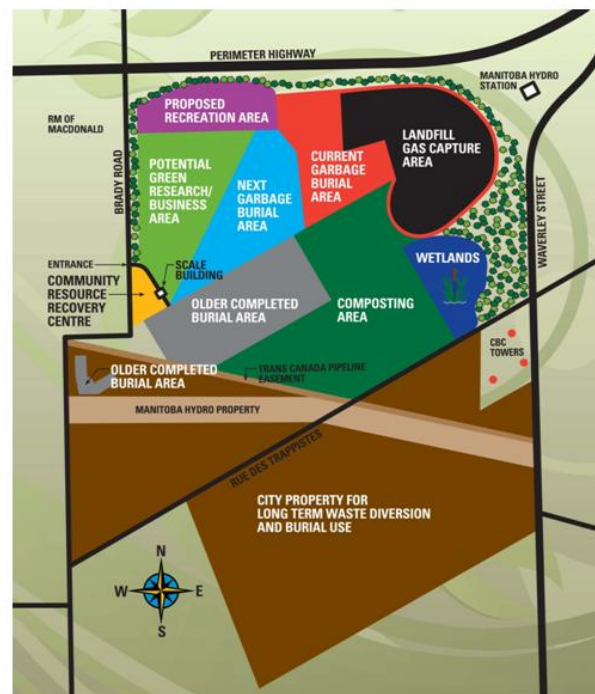 PERIMETER HIGHWAY
MANITOBA HYDRO
STATION
RM OF
MACDONALD
BRADY ROAD
PROPOSED
RECREATION AREA
LANDFILL
GAS CAPTURE
AREA
POTENTIAL
GREEN
RESEARCH/
BUSINESS
AREA
NEXT
GARBAGE
BURIAL
AREA
CURRENT
GARBAGE
BURIAL
AREA
WAVERLEY STREET
ENTRANCE
SCALE
BUILDING
WETLANDS
COMMUNITY
RESOURCE
RECOVERY
CENTRE
OLDER COMPLETED
BURIAL AREA
COMPOSTING
AREA
CBC
TOWERS
OLDER COMPLETED
BURIAL AREA
TRANS CANADA PIPELINE
EASEMENT
MANITOBA HYDRO PROPERTY
RUE DES TRAPPISTES
CITY PROPERTY FOR
LONG TERM WASTE DIVERSION
AND BURIAL USE
N
W E
S